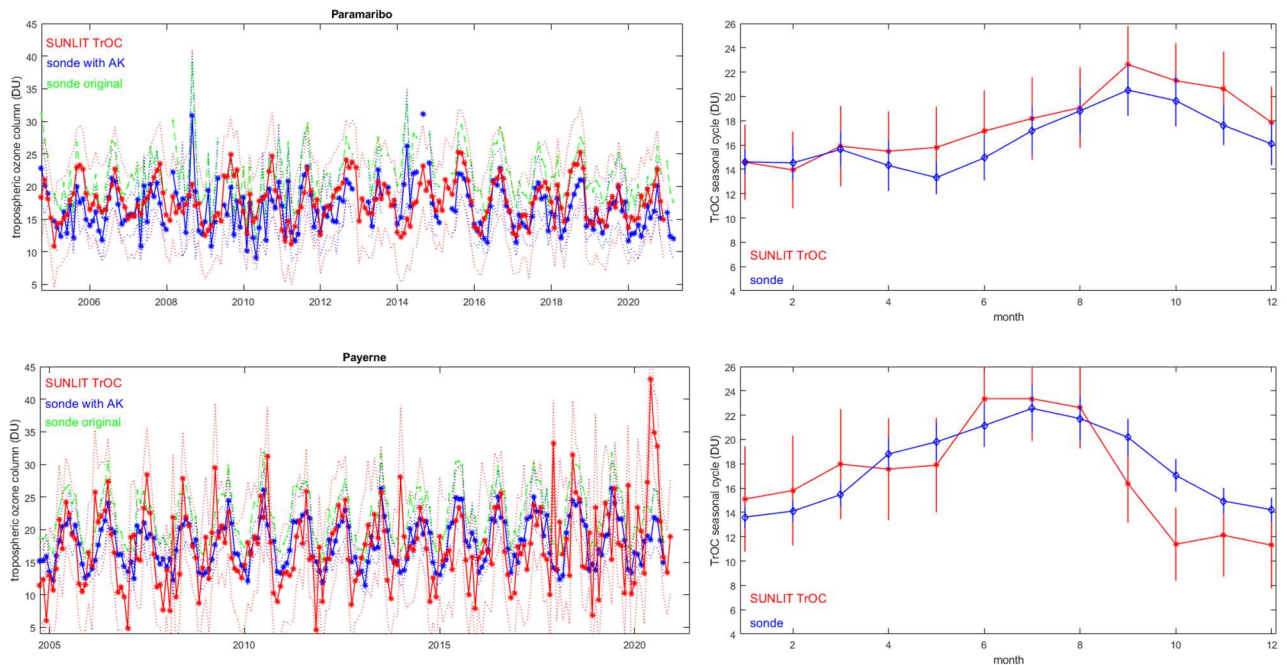 Paramaribo
SUNLIT TrOC
sonde with AK
sonde original
tropospheric ozone column (DU)
45
40
35
30
25
20
15
10
5
2006 2008 2010 2012 2014 2016 2018 2020
TrOC seasonal cycle (DU)
26
24
22
20
18
16
14
12
10
8
6
4
SUNLIT TrOC
sonde
2 4 6 8 10 12
month
Payerne
SUNLIT TrOC
sonde with AK
sonde original
tropospheric ozone column (DU)
45
40
35
30
25
20
15
10
5
2005 2010 2015 2020
TrOC seasonal cycle (DU)
26
24
22
20
18
16
14
12
10
8
6
4
SUNLIT TrOC
sonde
2 4 6 8 10 12
month